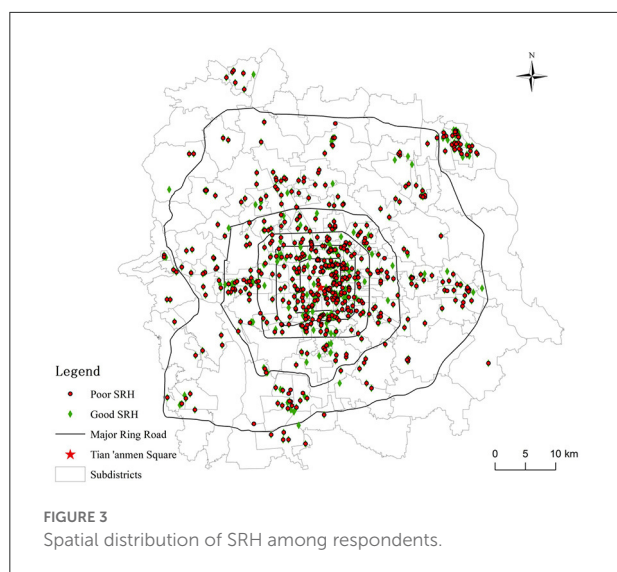 N
Legend
Poor SRH
Good SRH
Major Ring Road
Tian 'anmen Square
Subdistricts
0 5 10 km
FIGURE 3
Spatial distribution of SRH among respondents.